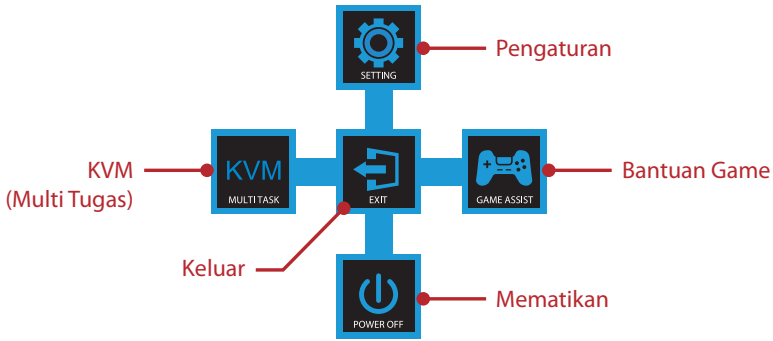 SETTING
Pengaturan
KVM
(Multi Tugas)
KVM
MULTI TASK
EXIT
GAME ASSIST
Bantuan Game
Keluar
POWER OFF
Mematikan